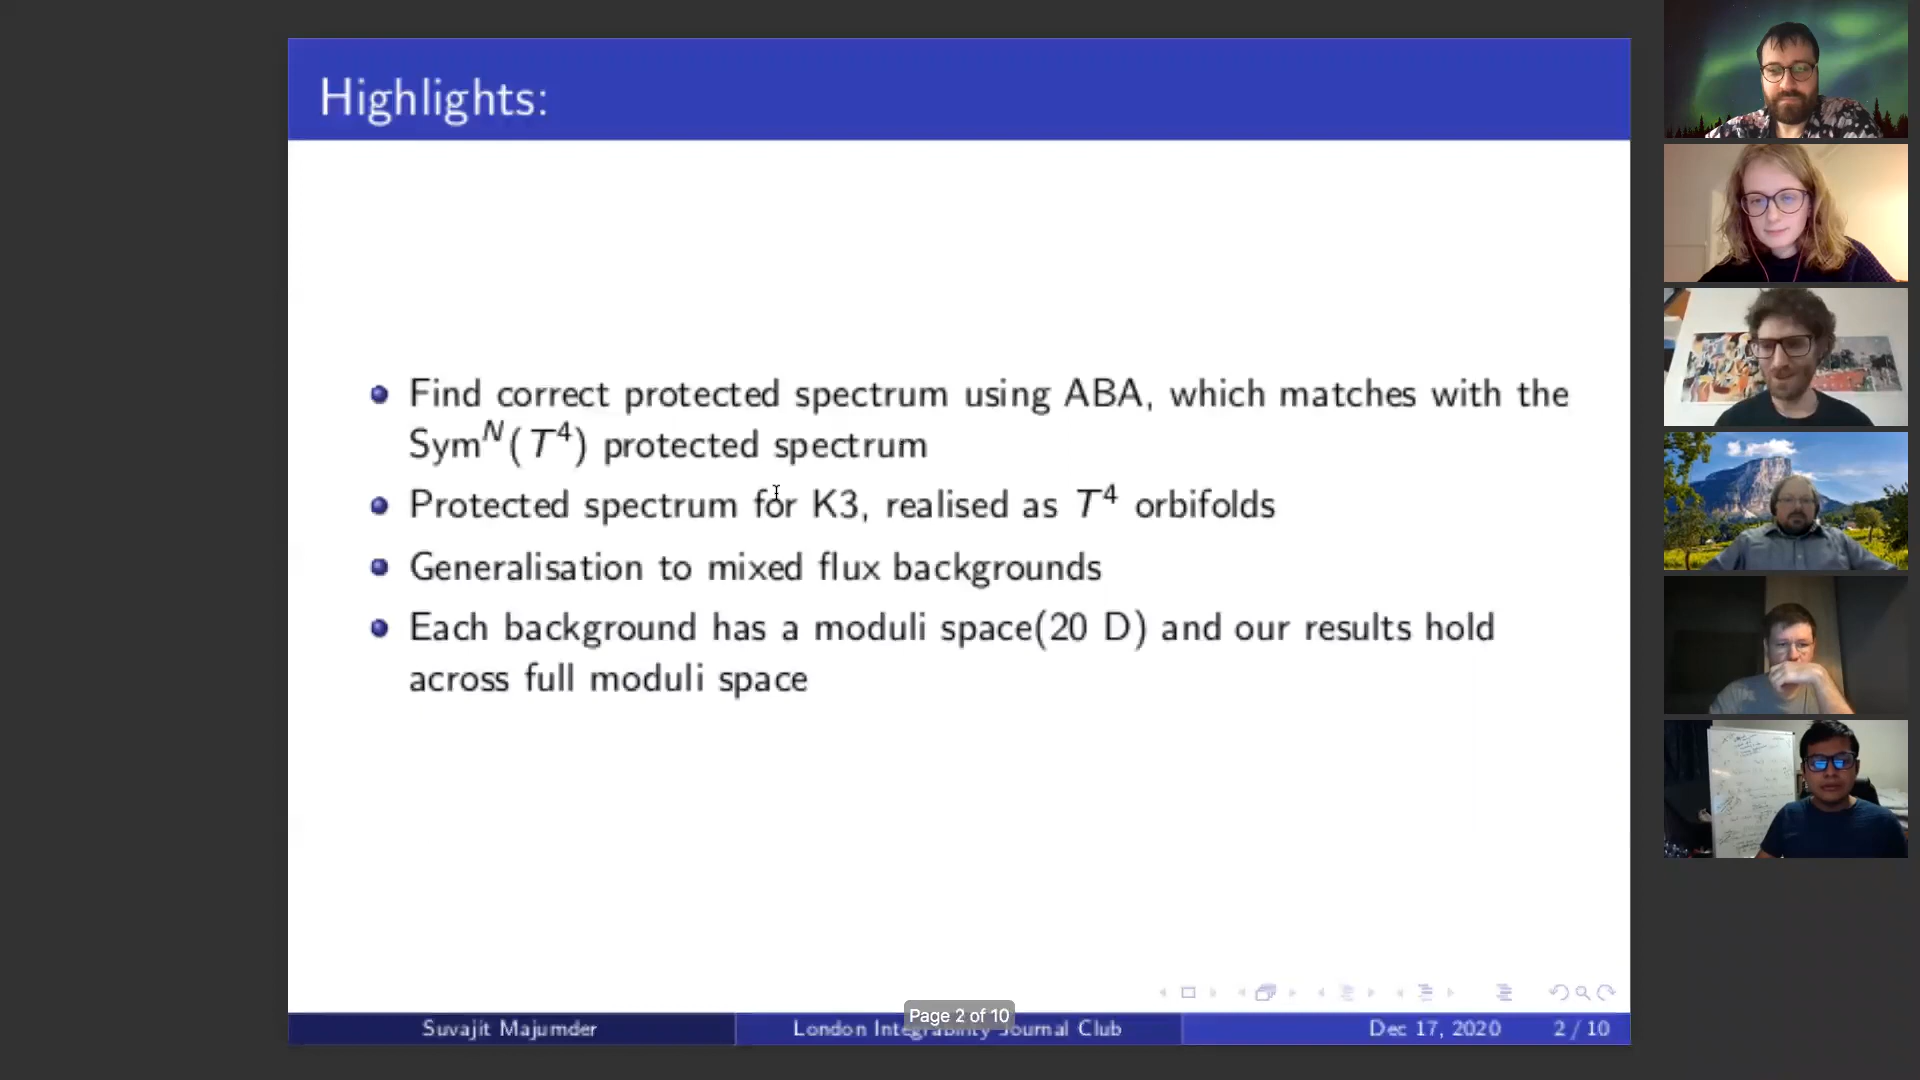 Highlights:
Find correct protected spectrum using ABA, which matches with the
Sym^N(T^4) protected spectrum
Protected spectrum for K3, realised as T^4 orbifolds
Generalisation to mixed flux backgrounds
Each background has a moduli space(20 D) and our results hold
across full moduli space
Page 2 of 10
Suvajit Majumder
London Integrability Journal Club
Dec 17, 2020
2 / 10